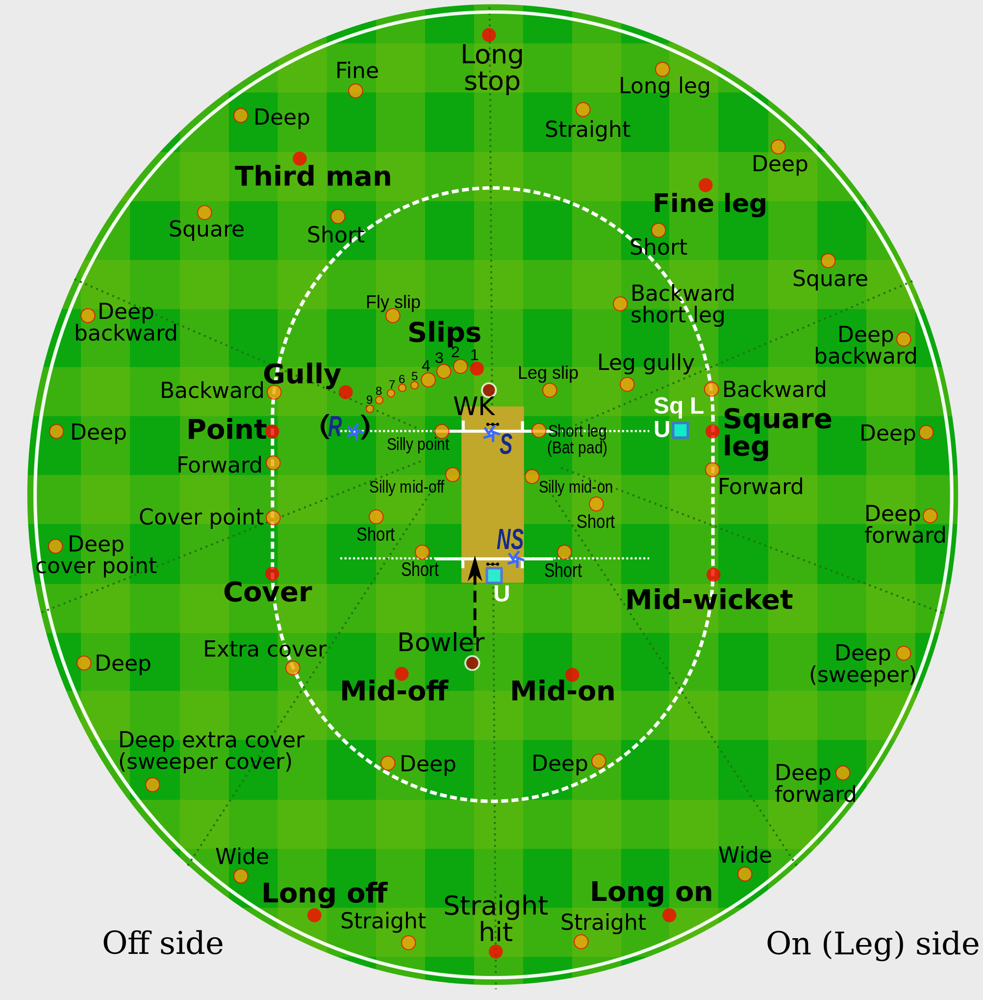 Long
stop
Fine
Long leg
Deep
Straight
Deep
Third man
Fine leg
Square
Short
Short
Square
Backward
short leg
Fly slip
Deep
backward
Slips
Deep
backward
1
2
3
4
5
6
7
8
9
Gully
Leg slip
Leg gully
Backward
Backward
WK
Sq L
U
Point
(R)
Square
leg
Deep
Deep
Silly point
S
Short leg
(Bat pad)
Forward
Forward
Silly mid-off
Silly mid-on
Cover point
Short
Short
Deep
forward
NS
Deep
cover point
Short
Short
U
Cover
Mid-wicket
Bowler
Extra cover
Deep
Deep
(sweeper)
Mid-off
Mid-on
Deep extra cover
(sweeper cover)
Deep
Deep
Deep
forward
Wide
Wide
Long off
Long on
Straight
hit
Straight
Straight
Off side
On (Leg) side